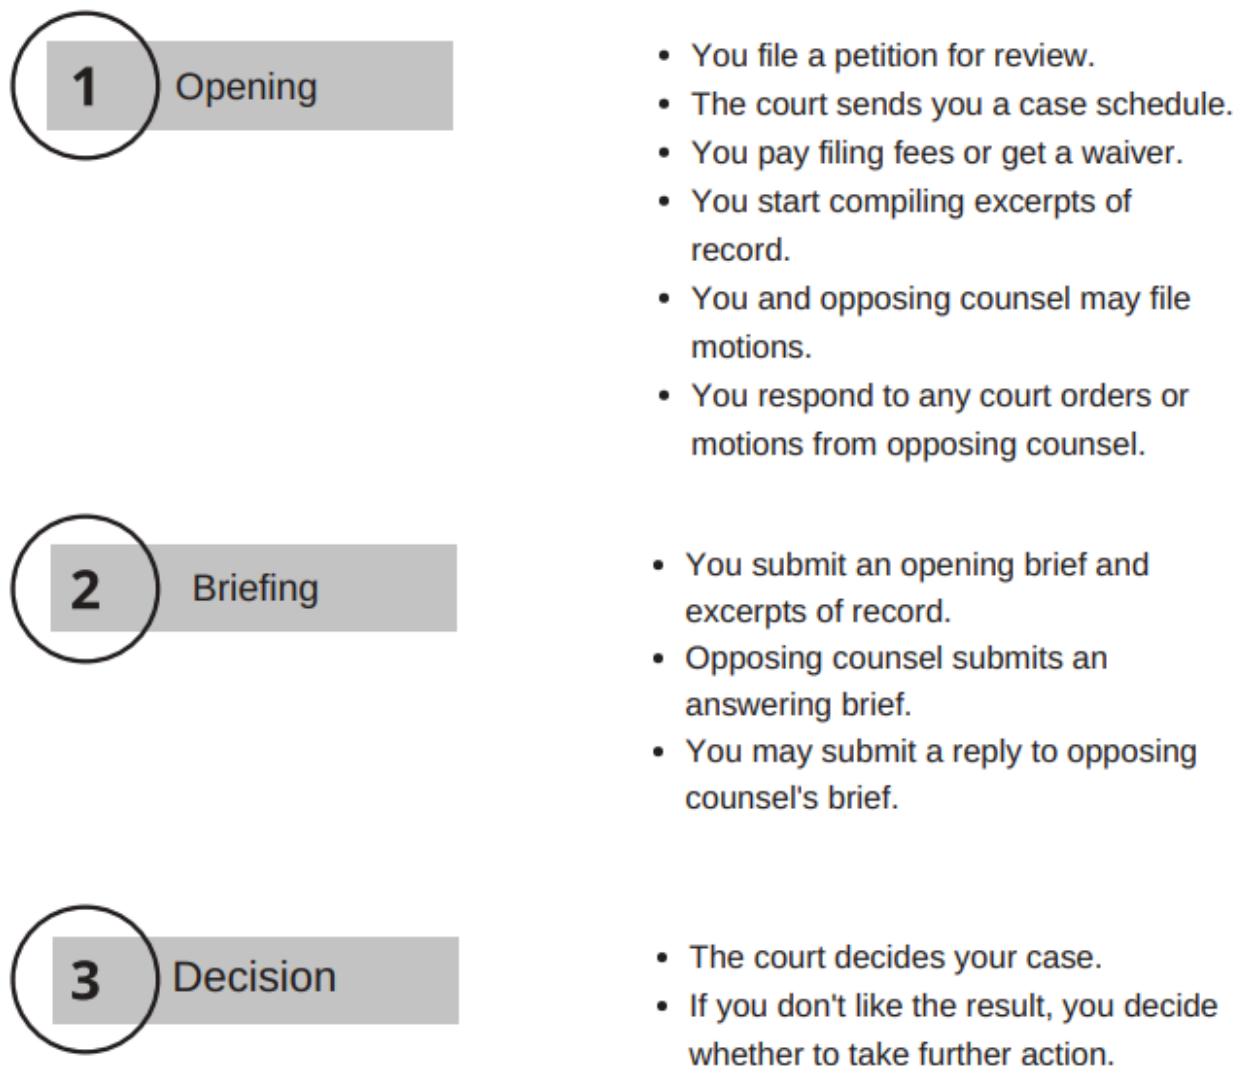 1 Opening
• You file a petition for review.
• The court sends you a case schedule.
• You pay filing fees or get a waiver.
• You start compiling excerpts of
record.
• You and opposing counsel may file
motions.
• You respond to any court orders or
motions from opposing counsel.
2 Briefing
• You submit an opening brief and
excerpts of record.
• Opposing counsel submits an
answering brief.
• You may submit a reply to opposing
counsel's brief.
3 Decision
• The court decides your case.
• If you don't like the result, you decide
whether to take further action.